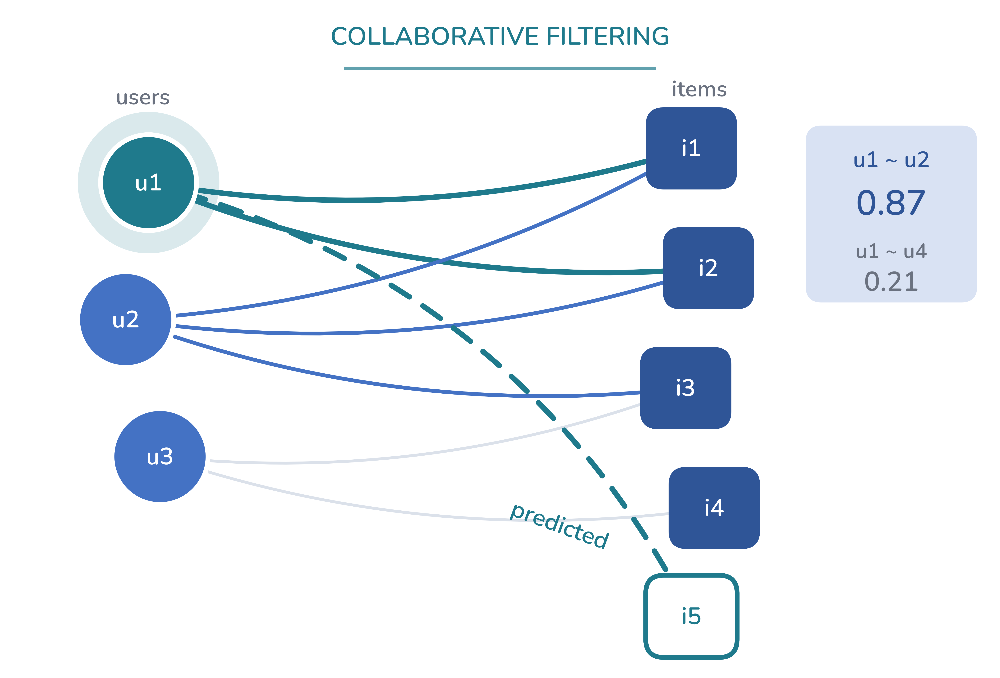 COLLABORATIVE FILTERING
users
items
u1
u2
u3
i1
i2
i3
i4
i5
predicted
u1 ~ u2
0.87
u1 ~ u4
0.21